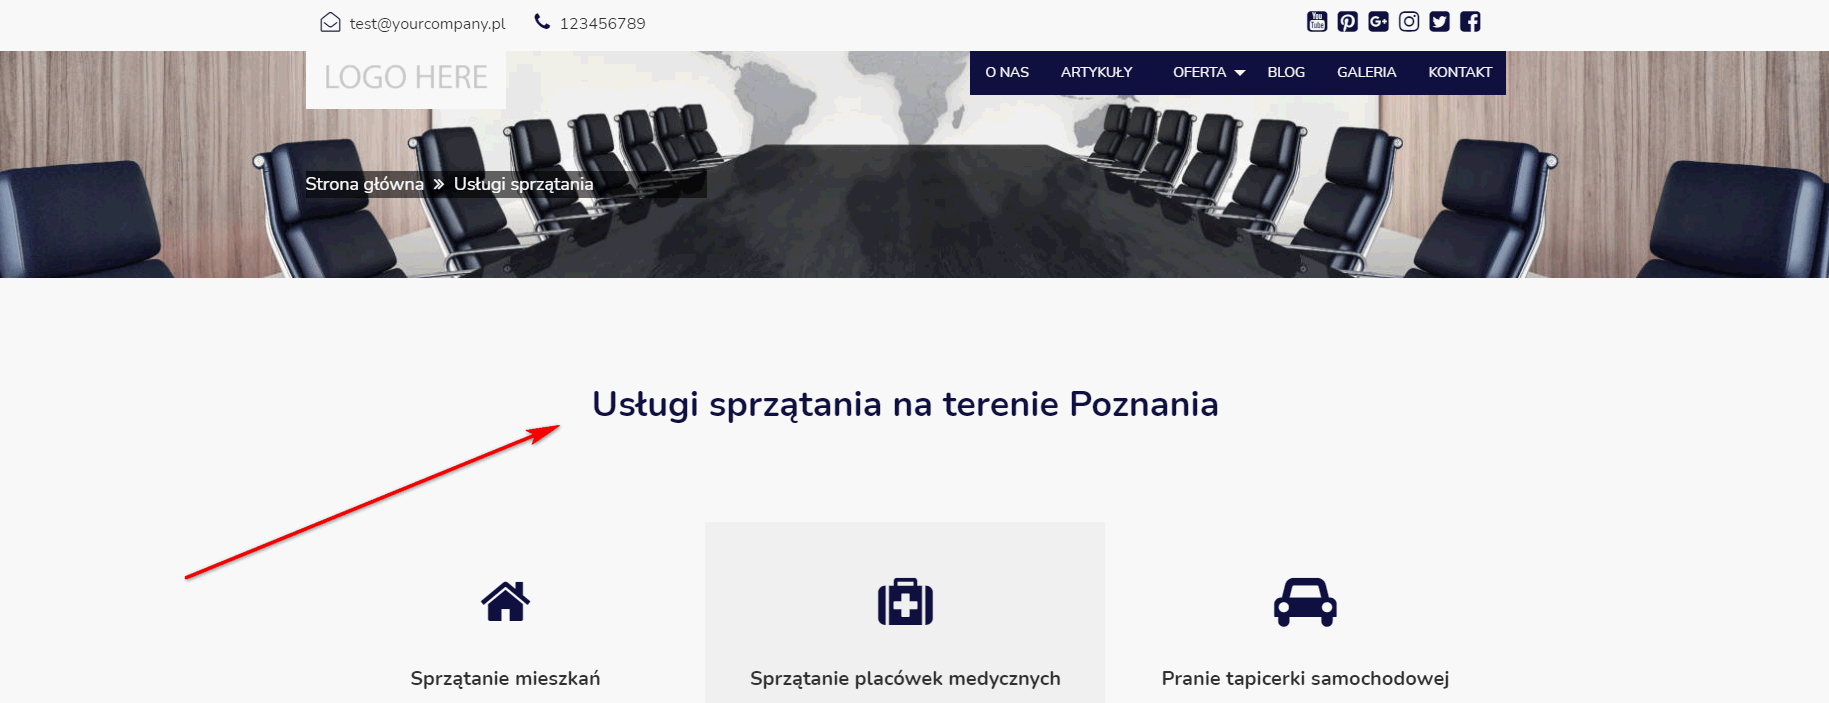 test@yourcompany.pl 123456789
LOGO HERE
O NAS ARTYKUŁY OFERTA BLOG GALERIA KONTAKT
Strona główna » Usługi sprzątania
Usługi sprzątania na terenie Poznania
Sprzątanie mieszkań
Sprzątanie placówek medycznych
Pranie tapicerki samochodowej